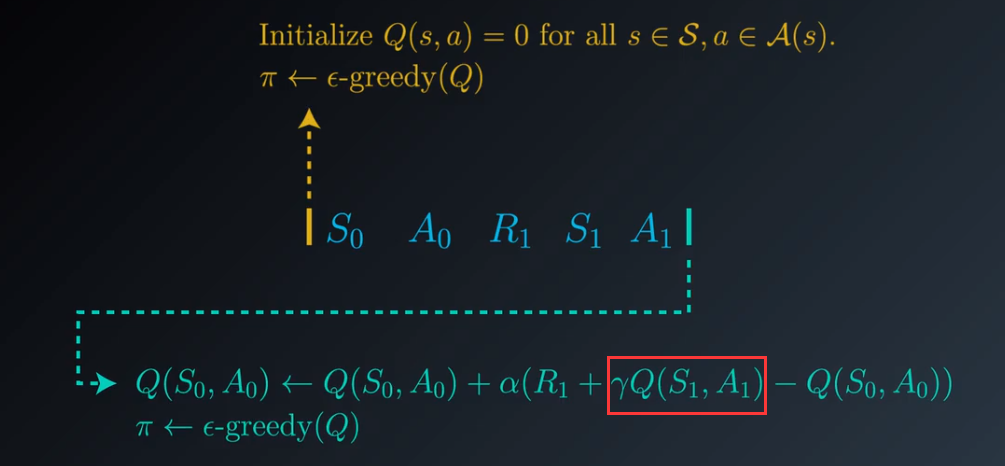 Initialize Q(s, a) = 0 for all s ∈ 𝒮, a ∈ 𝒜(s).
π ← ϵ-greedy(Q)
S₀ A₀ R₁ S₁ A₁
Q(S₀, A₀) ← Q(S₀, A₀) + α(R₁ + γQ(S₁, A₁) − Q(S₀, A₀))
π ← ϵ-greedy(Q)